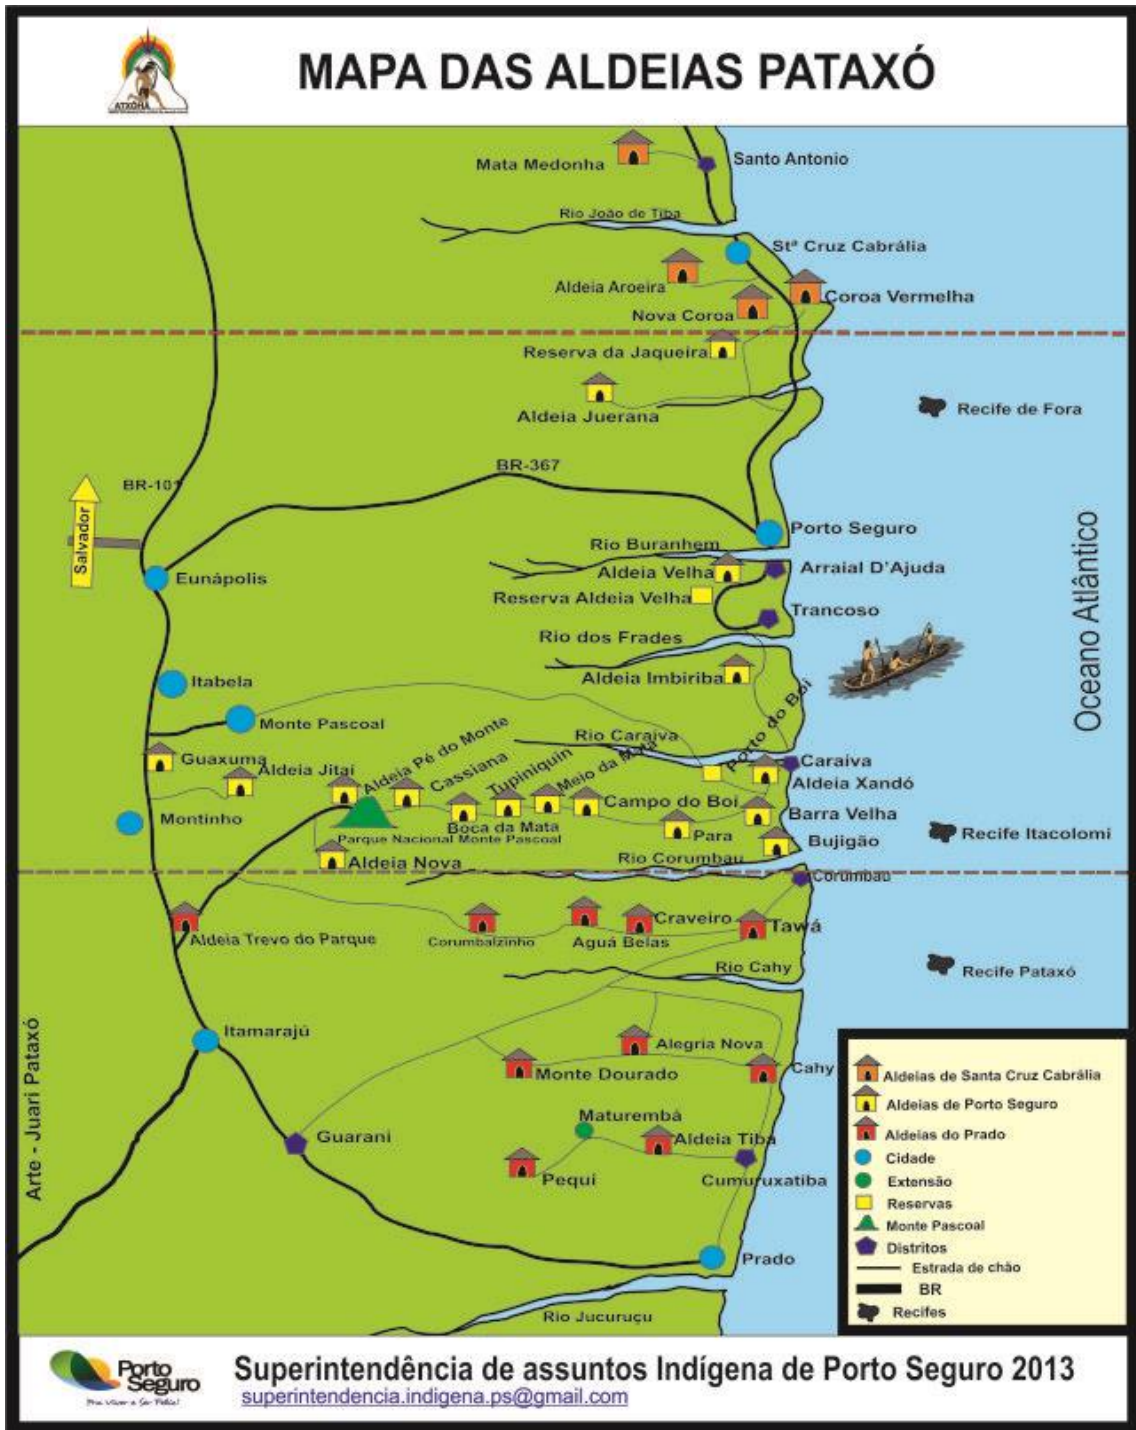 MAPA DAS ALDEIAS PATAXÓ
ATXÔHÃ
Mata Medonha
Santo Antonio
Rio João de Tiba
Stª Cruz Cabrália
Aldeia Aroeira
Coroa Vermelha
Nova Coroa
Reserva da Jaqueira
Aldeia Juerana
Recife de Fora
BR-367
BR-101
Salvador
Porto Seguro
Rio Buranhem
Eunápolis
Aldeia Velha
Arraial D'Ajuda
Reserva Aldeia Velha
Trancoso
Rio dos Frades
Oceano Atlântico
Itabela
Aldeia Imbiriba
Monte Pascoal
Rio Caraiva
Porto do Boi
Guaxuma
Aldeia Jitaí
Aldeia Pé do Monte
Cassiana
Tupiniquin
Meio da Mata
Caraiva
Aldeia Xandó
Campo do Boi
Montinho
Boca da Mata
Barra Velha
Parque Nacional Monte Pascoal
Para
Bujigão
Recife Itacolomi
Aldeia Nova
Rio Corumbau
Corumbau
Aldeia Trevo do Parque
Corumbalzinho
Aguá Belas
Craveiro
Tawá
Rio Cahy
Recife Pataxó
Itamarajú
Alegria Nova
Monte Dourado
Cahy
Guarani
Maturembá
Aldeia Tibá
Pequi
Cumuruxatiba
Prado
Rio Jucuruçu
Arte - Juari Pataxó
Aldeias de Santa Cruz Cabrália
Aldeias de Porto Seguro
Aldeias do Prado
Cidade
Extensão
Reservas
Monte Pascoal
Distritos
Estrada de chão
BR
Recifes
Porto
Seguro
Superintendência de assuntos Indígena de Porto Seguro 2013
superintendencia.indigena.ps@gmail.com